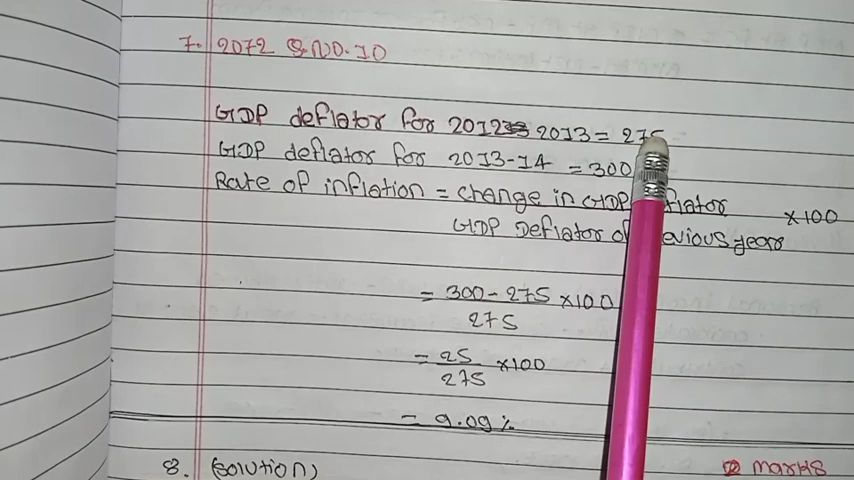 7. 2072 S.NO.10
GDP deflator for 2012 2013 = 275
GDP deflator for 2013-14 = 300
Rate of inflation = change in GDP
x100
GDP Deflator
years
= 300 - 275 x100
275
= 25 x100
275
= 9.09%
8. (solution)
marks